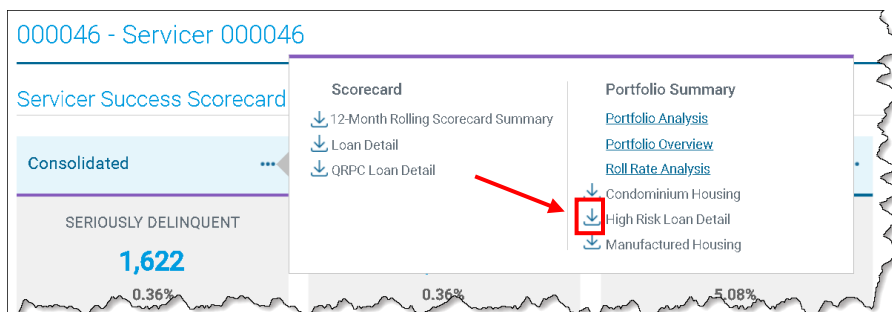 000046 - Servicer 000046
Servicer Success Scorecard
Consolidated
SERIOUSLY DELINQUENT
1,622
0.36%
Scorecard
12-Month Rolling Scorecard Summary
Loan Detail
QRPC Loan Detail
Portfolio Summary
Portfolio Analysis
Portfolio Overview
Roll Rate Analysis
Condominium Housing
High Risk Loan Detail
Manufactured Housing
0.36%
5.08%